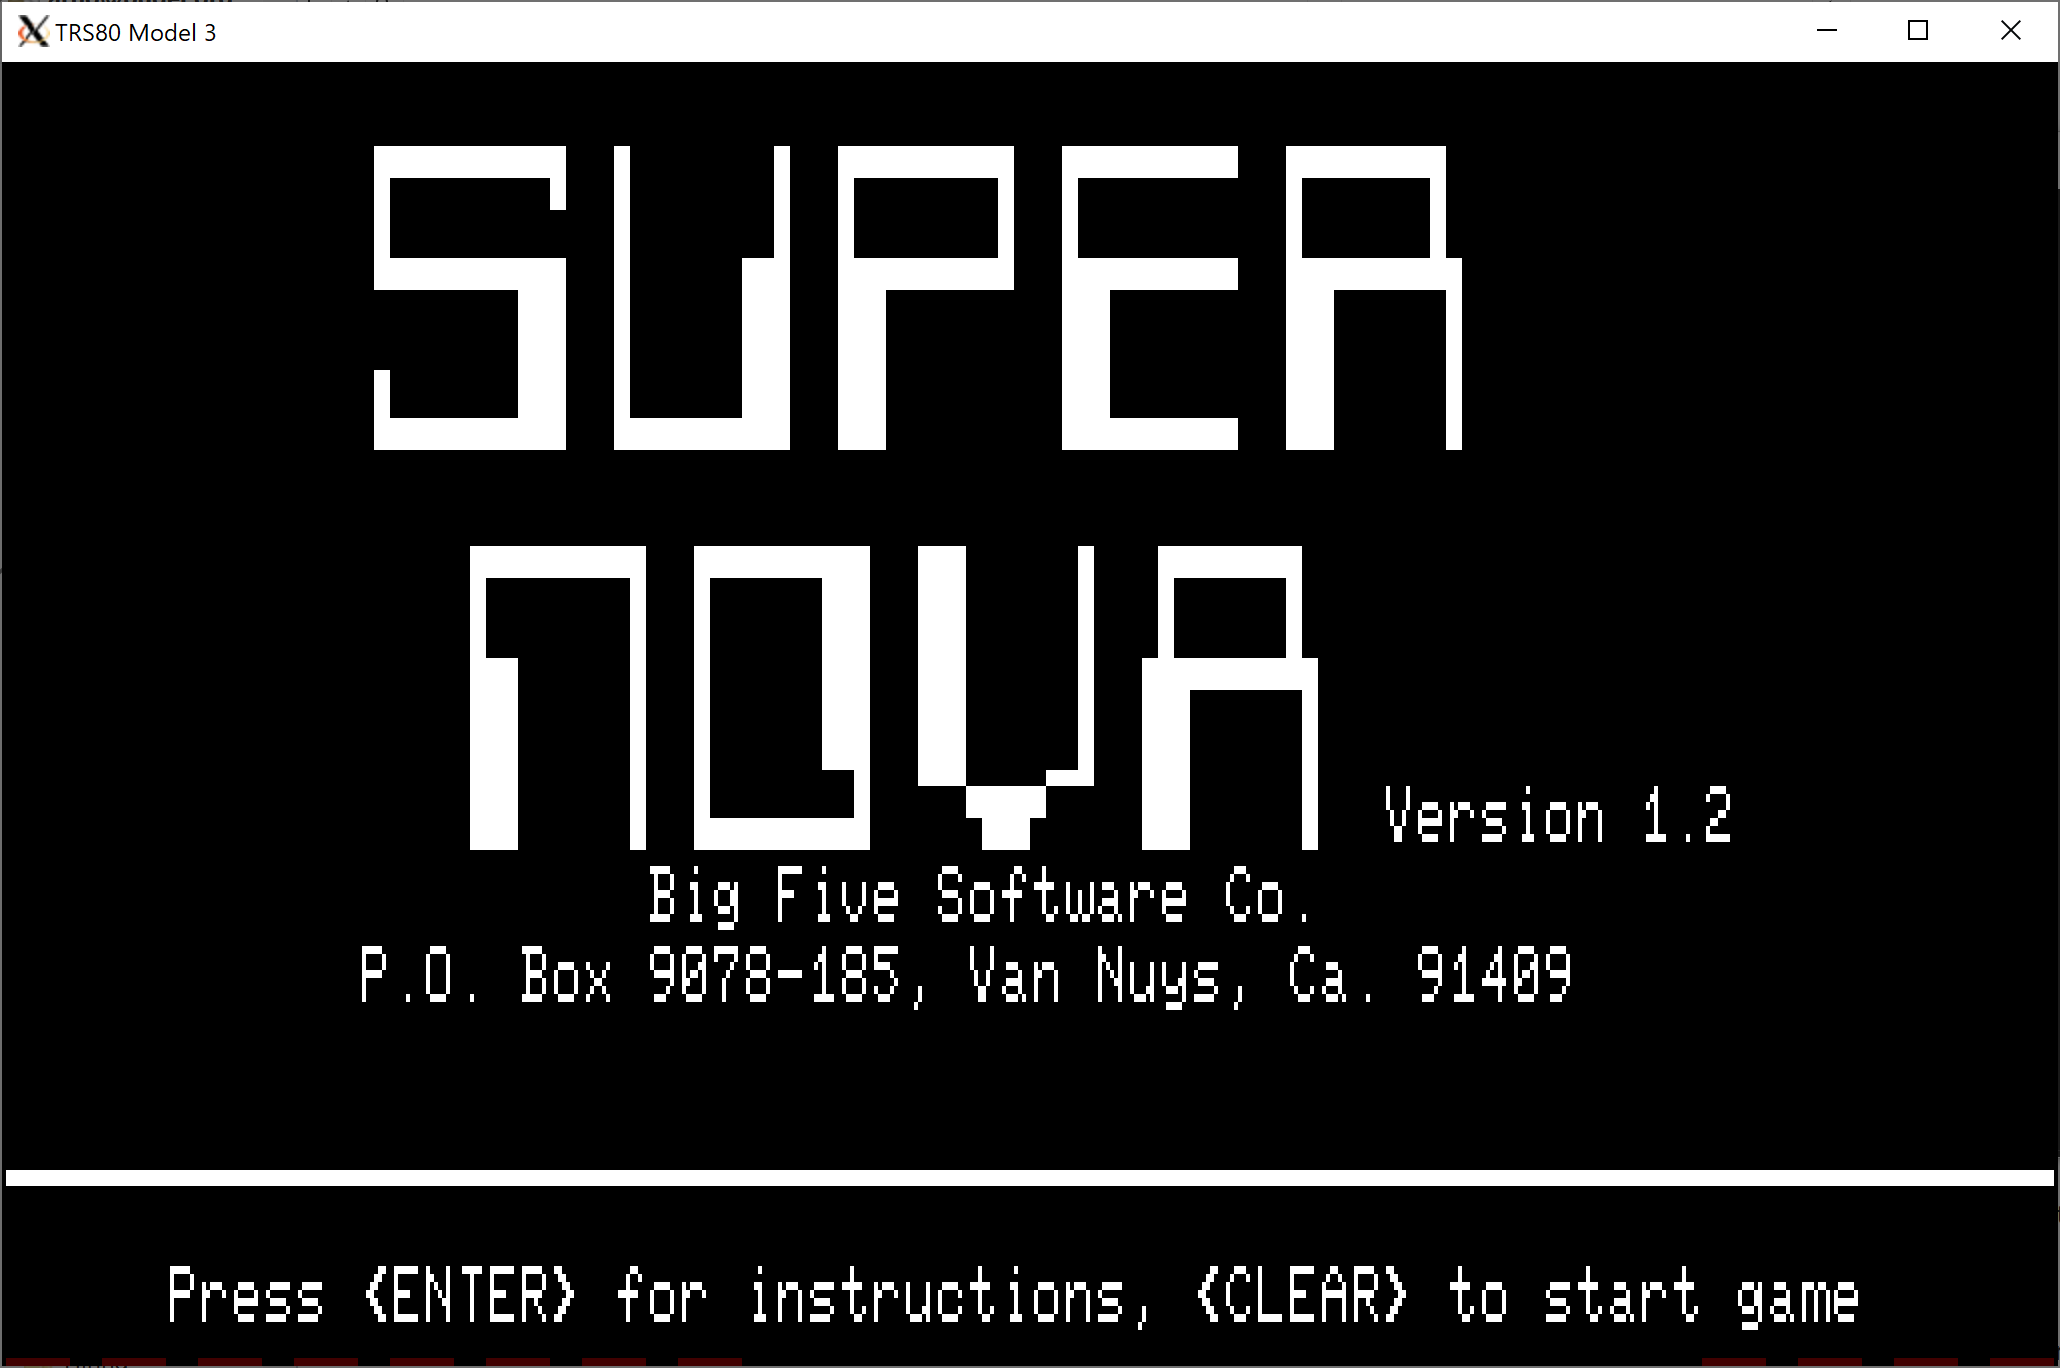 TRS80 Model 3
SUPER
NOVA
Version 1.2
Big Five Software Co.
P.O. Box 9078-185, Van Nuys, Ca. 91409
Press <ENTER> for instructions, <CLEAR> to start game